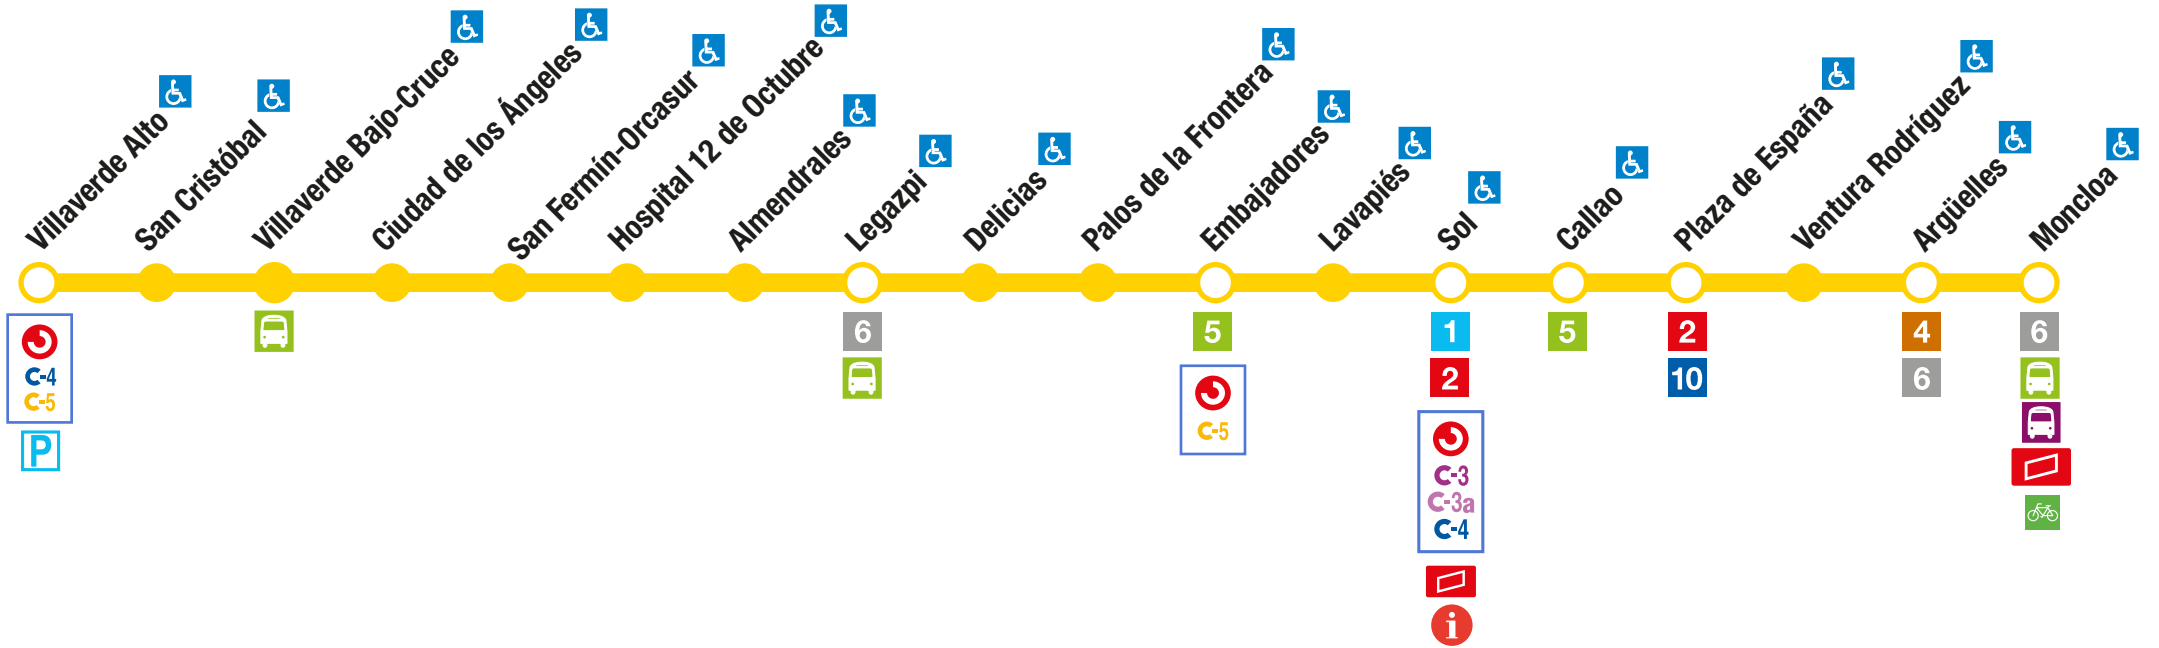 Villaverde Alto
San Cristóbal
Villaverde Bajo-Cruce
Ciudad de los Ángeles
San Fermín-Orcasur
Hospital 12 de Octubre
Almendrales
Legazpi
Delicias
Palos de la Frontera
Embajadores
Lavapiés
Sol
Callao
Plaza de España
Ventura Rodríguez
Argüelles
Moncloa
C-4
C-5
P
6
5
C-5
1
2
C-3
C-3a
C-4
i
5
2
10
4
6
6